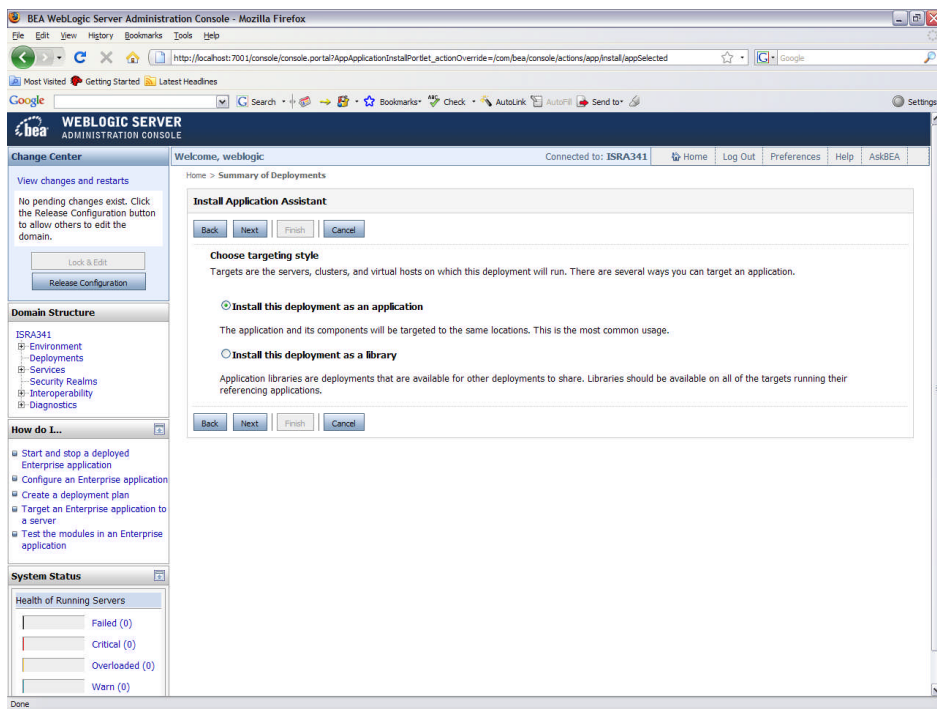 BEA WebLogic Server Administration Console - Mozilla Firefox
File Edit View History Bookmarks Tools Help
http://localhost:7001/console/console.portal?AppApplicationInstallPortlet_actionOverride=/com/bea/console/actions/app/install/appSelected
G Google
Most Visited Getting Started Latest Headlines
Google G Search Bookmarks Check AutoLink AutoFill Send to Settings
bea WEBLOGIC SERVER
ADMINISTRATION CONSOLE
Change Center
View changes and restarts
No pending changes exist. Click
the Release Configuration button
to allow others to edit the
domain.
Lock & Edit
Release Configuration
Domain Structure
ISRA341
Environment
Deployments
Services
Security Realms
Interoperability
Diagnostics
How do I...
Start and stop a deployed
Enterprise application
Configure an Enterprise application
Create a deployment plan
Target an Enterprise application to
a server
Test the modules in an Enterprise
application
System Status
Health of Running Servers
Failed (0)
Critical (0)
Overloaded (0)
Warn (0)
Welcome, weblogic Connected to: ISRA341 Home Log Out Preferences Help AskBEA
Home > Summary of Deployments
Install Application Assistant
Back Next Finish Cancel
Choose targeting style
Targets are the servers, clusters, and virtual hosts on which this deployment will run. There are several ways you can target an application.
Install this deployment as an application
The application and its components will be targeted to the same locations. This is the most common usage.
Install this deployment as a library
Application libraries are deployments that are available for other deployments to share. Libraries should be available on all of the targets running their
referencing applications.
Back Next Finish Cancel
Done